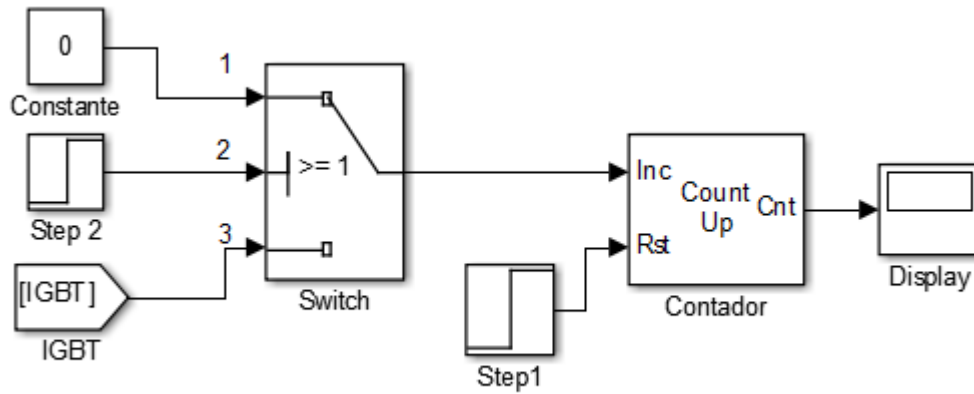 0
Constante
1
Step 2
2
[IGBT]
IGBT
3
>= 1
Switch
Step1
Inc
Rst
Count
Up
Cnt
Contador
Display